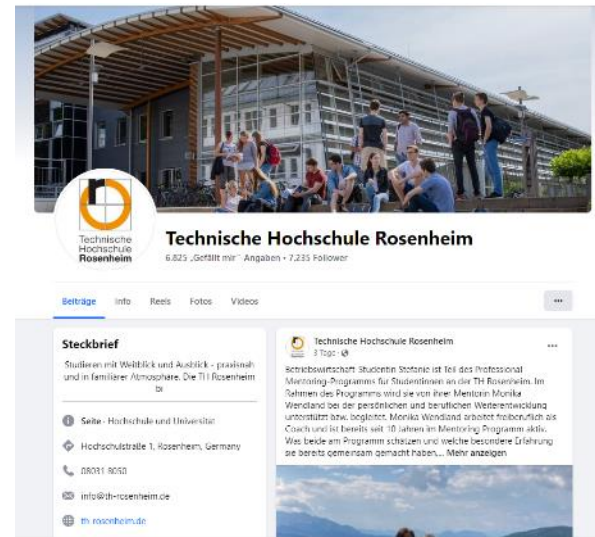 Technische
Hochschule
Rosenheim
Technische Hochschule Rosenheim
6.825 „Gefällt mir“ Angaben • 7,235 Follower
Beiträge Info Reels Fotos Videos
Steckbrief
Studieren mit Weitblick und Ausblick - praxisnah
und in familiärer Atmosphäre. Die TH Rosenheim
bi
Seite · Hochschule und Universität
Hochschulstraße 1, Rosenheim, Germany
08031 8050
info@th-rosenheim.de
th-rosenheim.de
Technische Hochschule Rosenheim
3 Tage
Betriebswirtschaft-Studentin Stefanie ist Teil des Professional
Mentoring-Programms für Studentinnen an der TH Rosenheim. Im
Rahmen des Programms wird sie von ihrer Mentorin Monika
Wendland bei der persönlichen und beruflichen Weiterentwicklung
unterstützt bzw. begleitet. Monika Wendland arbeitet freiberuflich als
Coach und ist bereits seit 10 Jahren im Mentoring Programm aktiv.
Was beide am Programm schätzen und welche besondere Erfahrung
sie bereits gemeinsam gemacht haben,... Mehr anzeigen